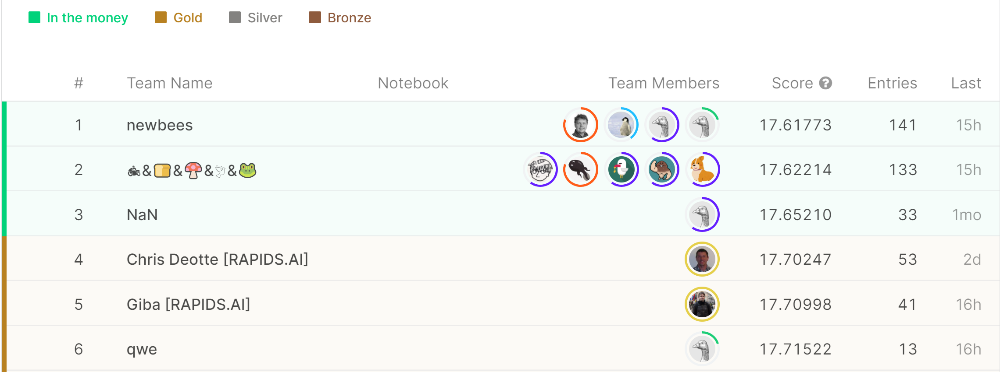 In the money Gold Silver Bronze
# Team Name Notebook Team Members Score ? Entries Last
1 newbees 17.61773 141 15h
2 🏍&🍞&🍄&🕊&🐸 17.62214 133 15h
3 NaN 17.65210 33 1mo
4 Chris Deotte [RAPIDS.AI] 17.70247 53 2d
5 Giba [RAPIDS.AI] 17.70998 41 16h
6 qwe 17.71522 13 16h